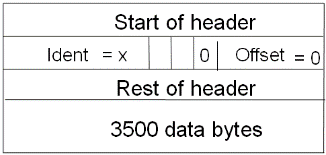 Start of header
Ident = x 0 Offset = 0
Rest of header
3500 data bytes